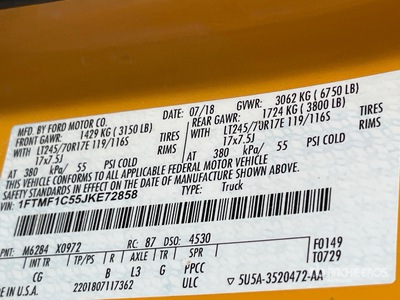 MFD. BY FORD MOTOR CO.
DATE: 07/18 GVWR: 3062 KG (6750 LB)
FRONT GAWR: 1429 KG (3150 LB) REAR GAWR: 1724 KG (3800 LB)
WITH LT245/70R17E 119/116S TIRES WITH LT245/70R17E 119/116S TIRES
17x7.5J RIMS 17x7.5J RIMS
AT 380 kPa/ 55 PSI COLD AT 380 kPa/ 55 PSI COLD
THIS VEHICLE CONFORMS TO ALL APPLICABLE FEDERAL MOTOR VEHICLE
SAFETY STANDARDS IN EFFECT ON THE DATE OF MANUFACTURE SHOWN ABOVE.
VIN: 1FTMF1C55JKE72858 TYPE: Truck
PNT: M6284 X0972 RC: 87 DSO: 4530 F0149
INT TR TP/PS R AXLE TR SPR T0729
CG B L3 G PPCC
2201807117362 ULC 5U5A-3520472-AA